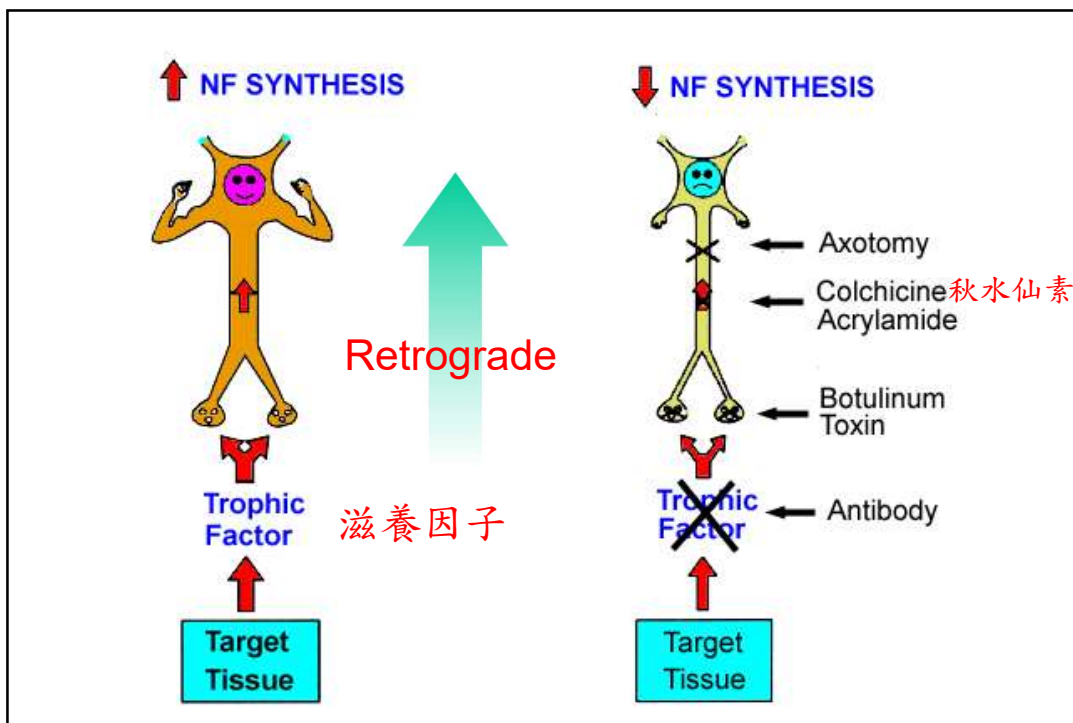 NF SYNTHESIS
Retrograde
Trophic
Factor
滋養因子
Target
Tissue
NF SYNTHESIS
Axotomy
Colchicine秋水仙素
Acrylamide
Botulinum
Toxin
Trophic
Factor
Antibody
Target
Tissue